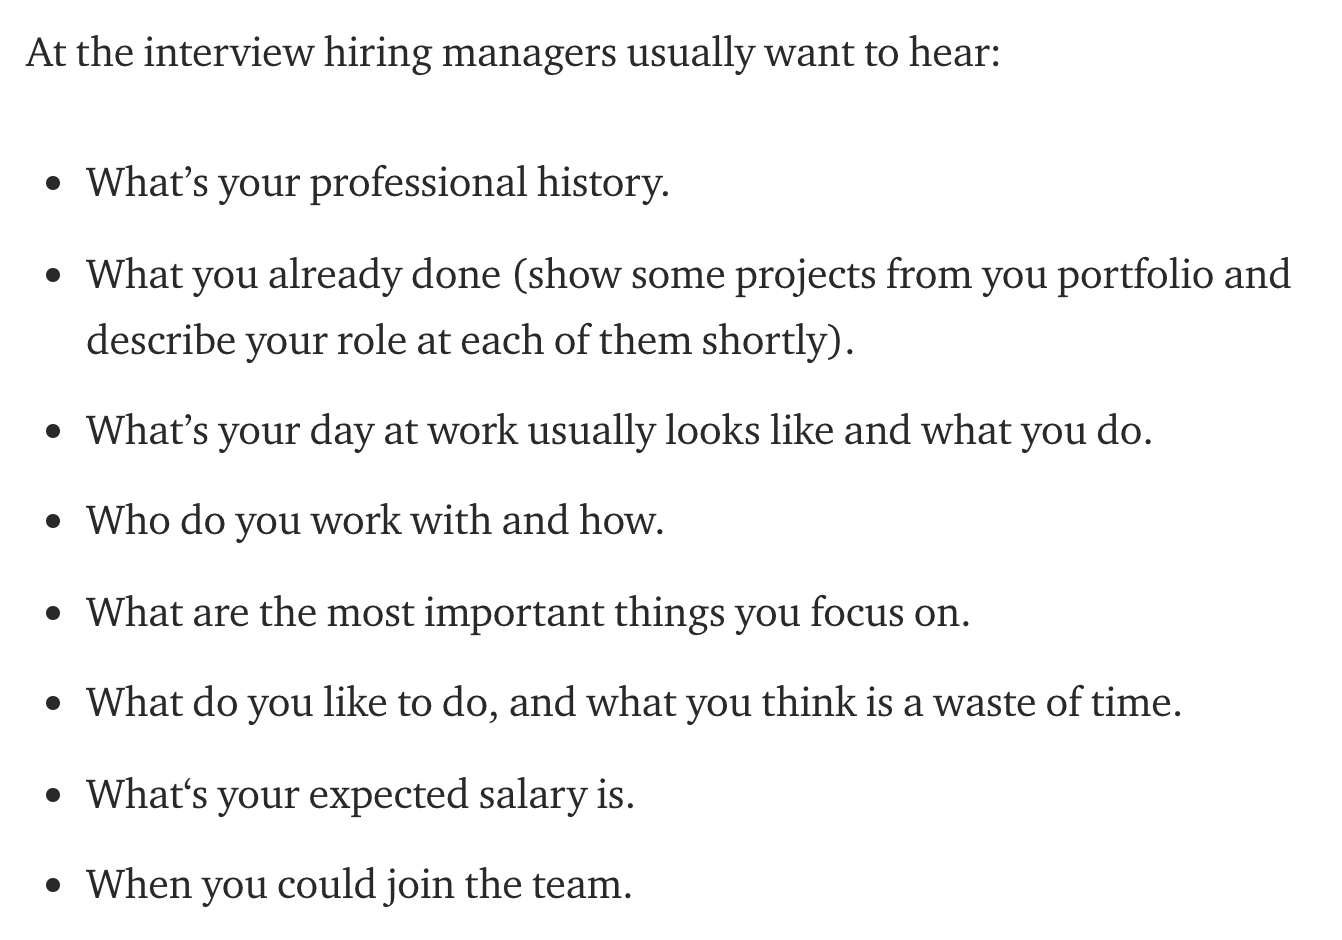 At the interview hiring managers usually want to hear:
• What’s your professional history.
• What you already done (show some projects from you portfolio and
describe your role at each of them shortly).
• What’s your day at work usually looks like and what you do.
• Who do you work with and how.
• What are the most important things you focus on.
• What do you like to do, and what you think is a waste of time.
• What‘s your expected salary is.
• When you could join the team.